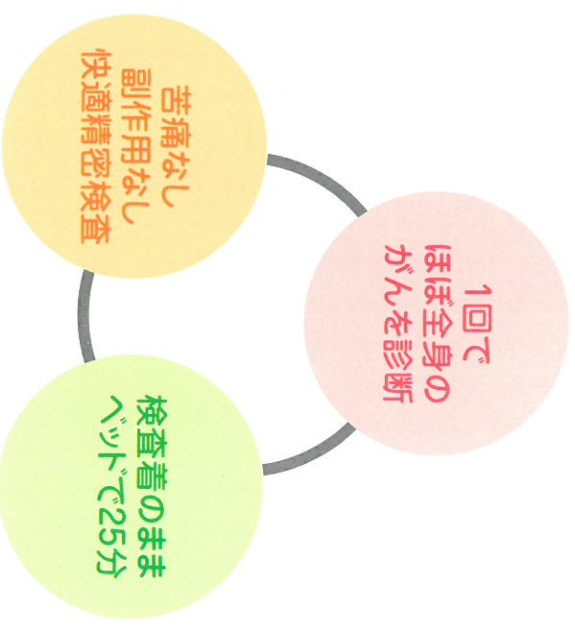 1回で
ほぼ全身の
がんを診断
苦痛なし
副作用なし
快適精密検査
検査着のまま
ベッドで25分